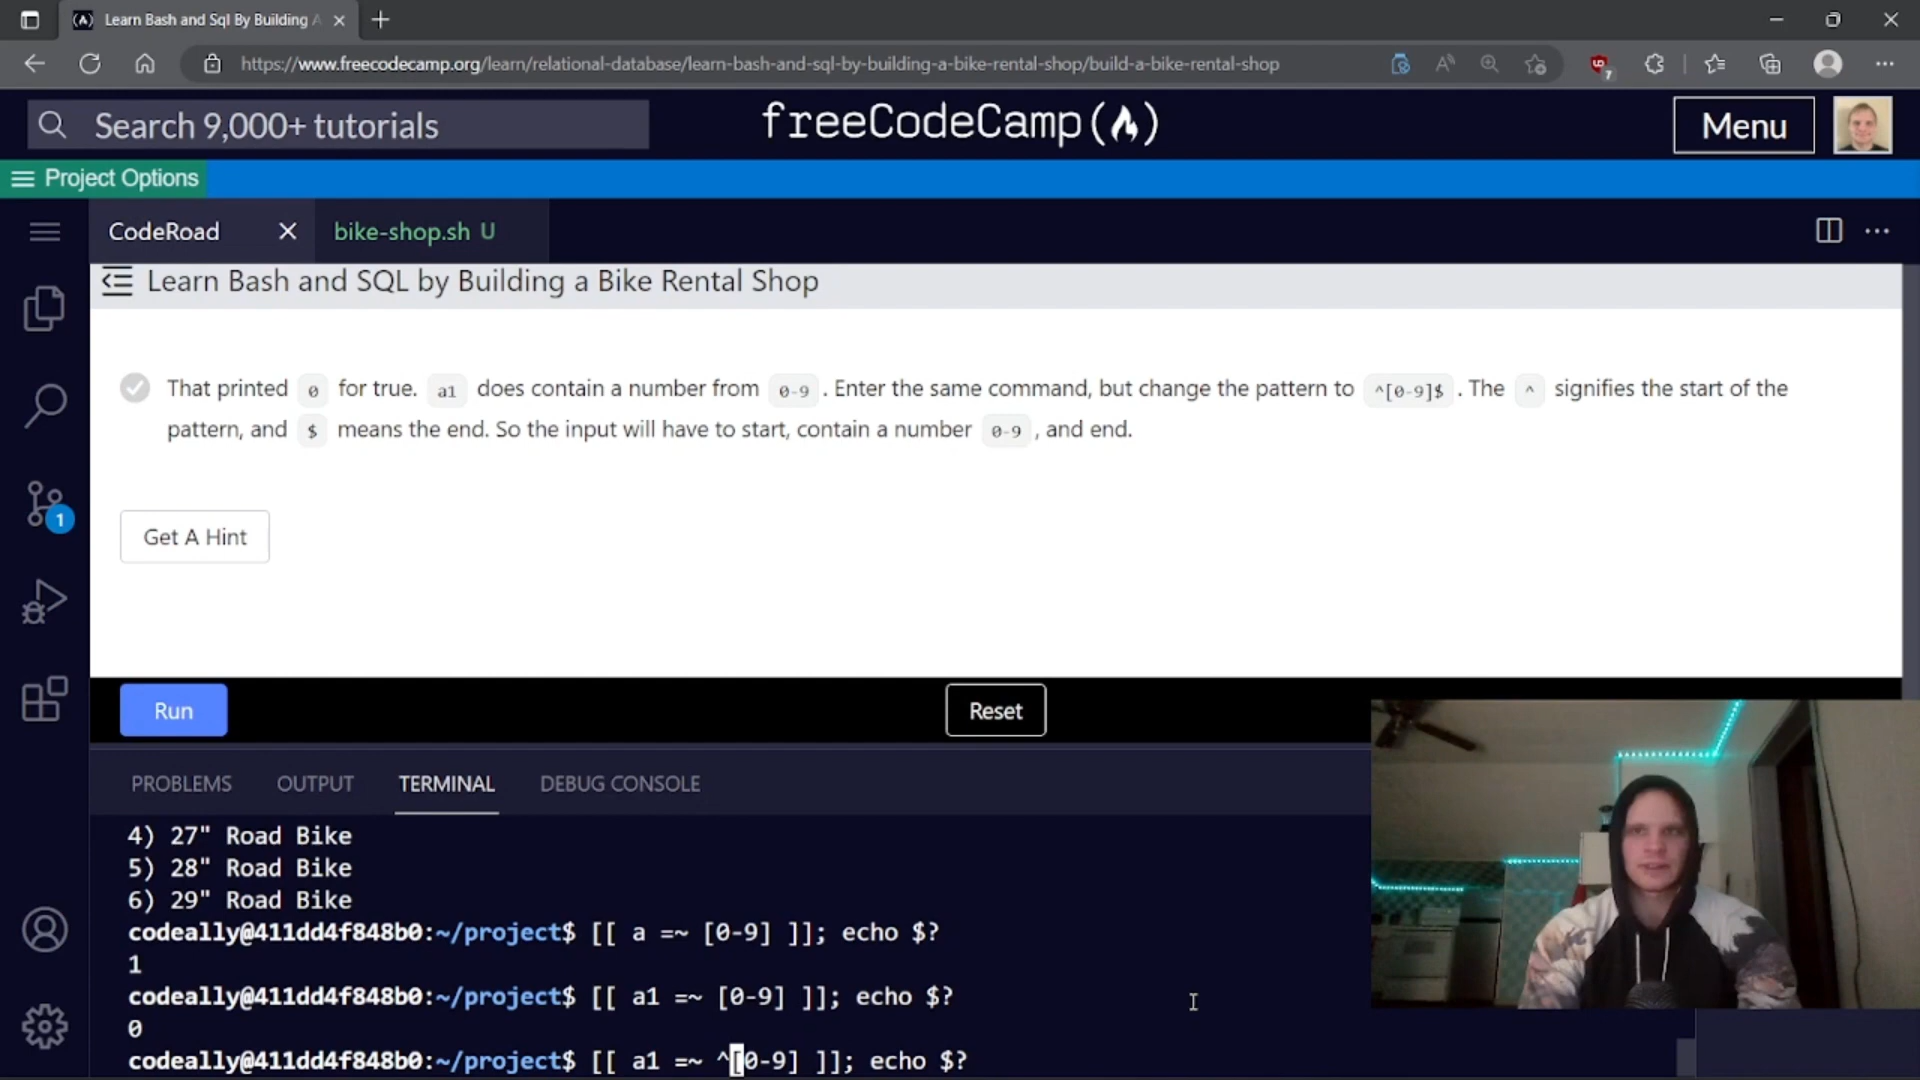 Learn Bash and Sql By Building A
https://www.freecodecamp.org/learn/relational-database/learn-bash-and-sql-by-building-a-bike-rental-shop/build-a-bike-rental-shop
7
Search 9,000+ tutorials
freeCodeCamp
Menu
Project Options
CodeRoad
bike-shop.sh U
Learn Bash and SQL by Building a Bike Rental Shop
That printed 0 for true. a1 does contain a number from 0-9 . Enter the same command, but change the pattern to ^[0-9]$ . The ^ signifies the start of the
pattern, and $ means the end. So the input will have to start, contain a number 0-9 , and end.
1
Get A Hint
Run
Reset
PROBLEMS OUTPUT TERMINAL DEBUG CONSOLE
4) 27" Road Bike
5) 28" Road Bike
6) 29" Road Bike
codeally@411dd4f848b0:~/project$ [[ a =~ [0-9] ]]; echo $?
1
codeally@411dd4f848b0:~/project$ [[ a1 =~ [0-9] ]]; echo $?
0
codeally@411dd4f848b0:~/project$ [[ a1 =~ ^[0-9] ]]; echo $?